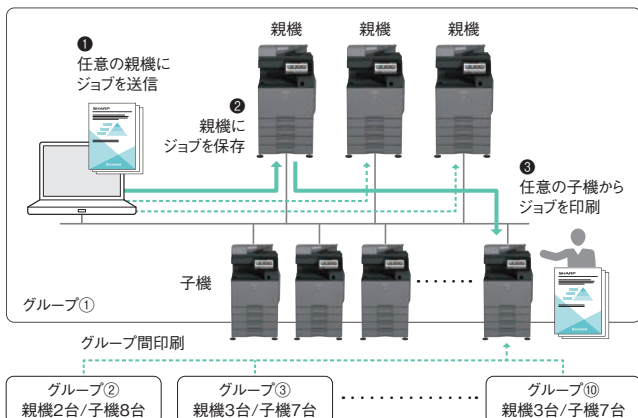 親機
親機
親機
❶
任意の親機に
ジョブを送信
SHARP
❷
親機に
ジョブを保存
❸
任意の子機から
ジョブを印刷
子機
SHARP
グループ①
グループ間印刷
グループ②
親機2台/子機8台
グループ③
親機3台/子機7台
グループ⑩
親機3台/子機7台